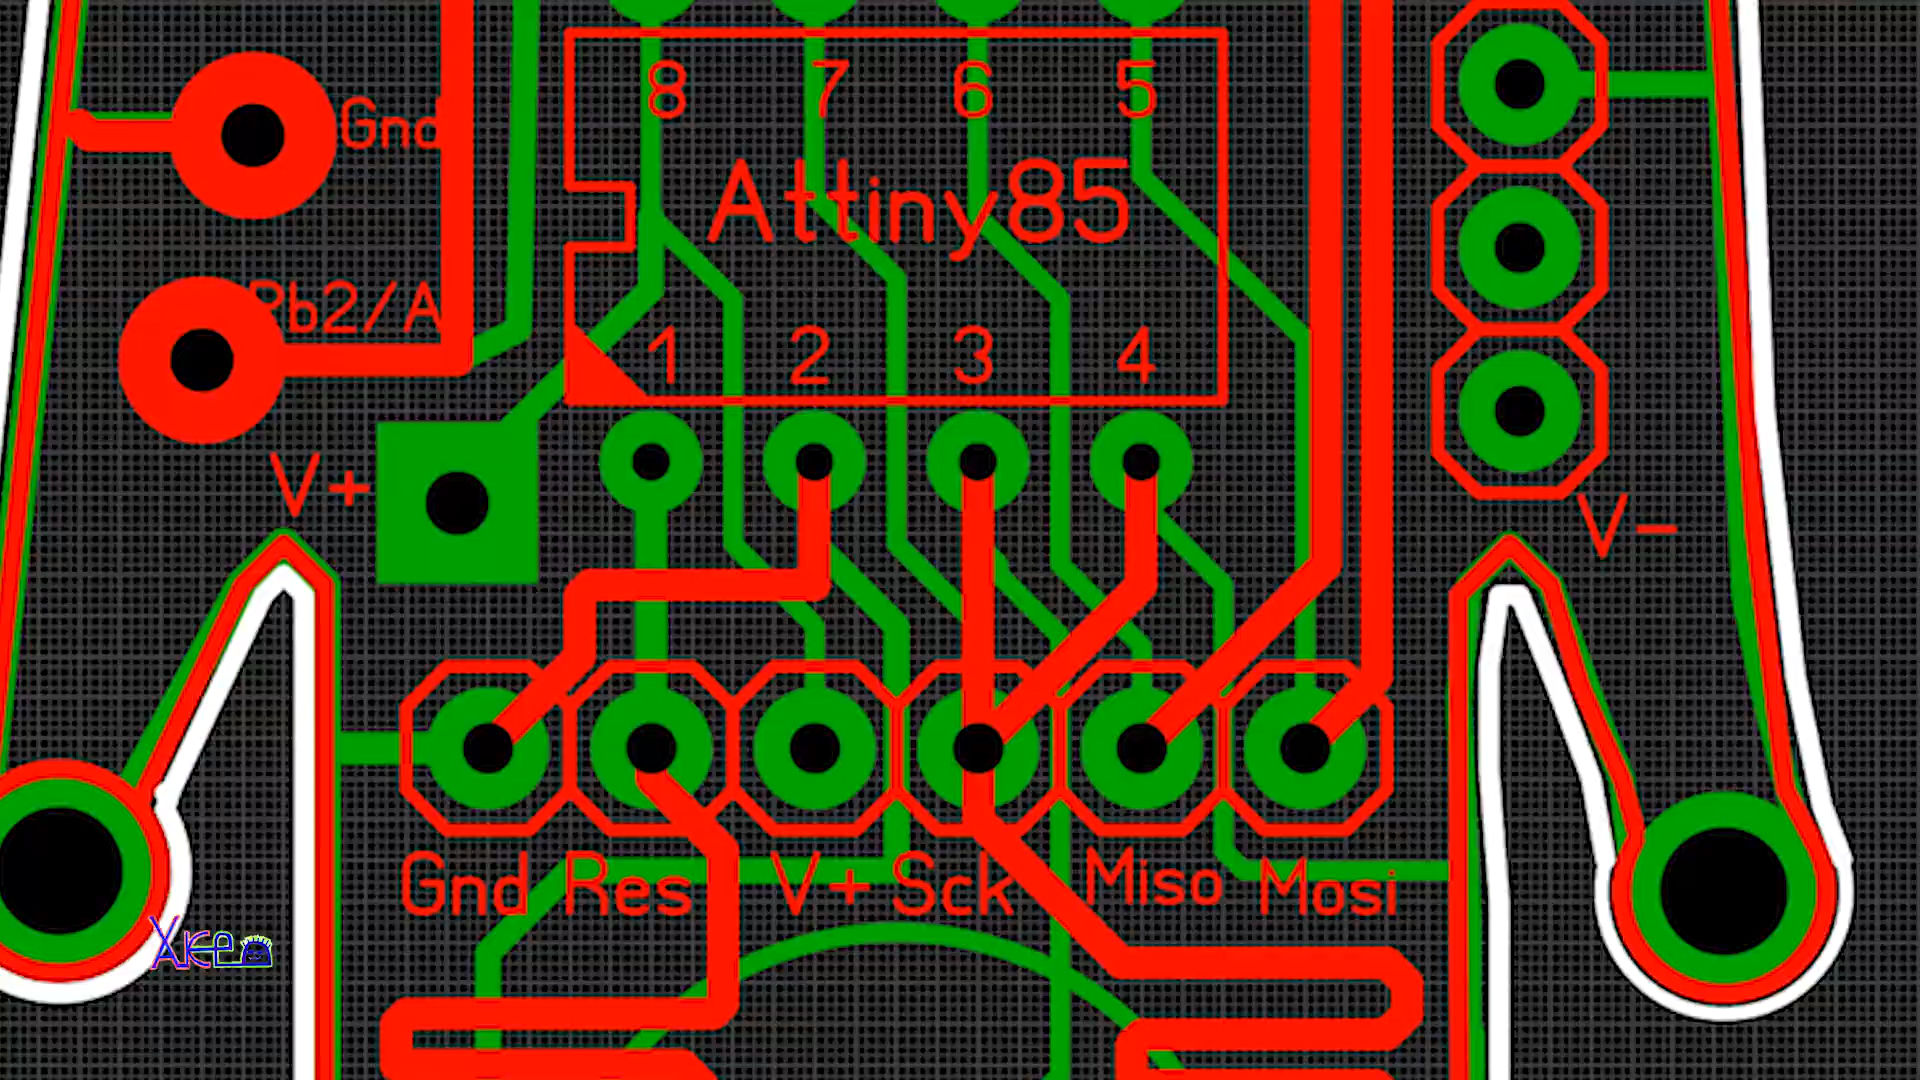 8 7 6 5
Gnd
Attiny85
Pb2/A
1 2 3 4
V+
V-
Gnd Res V+ Sck Miso Mosi